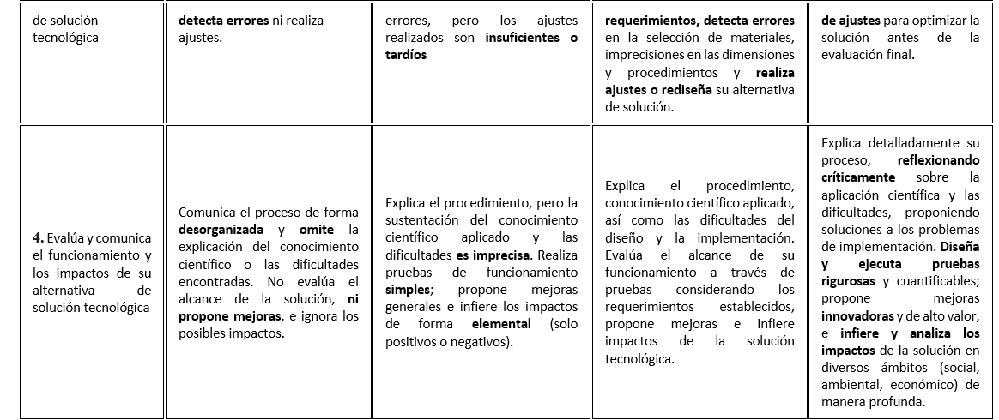 de solución
tecnológica
detecta errores ni realiza
ajustes.
errores, pero los ajustes
realizados son insuficientes o
tardíos
requerimientos, detecta errores
en la selección de materiales,
imprecisiones en las dimensiones
y procedimientos y realiza
ajustes o rediseña su alternativa
de solución.
de ajustes para optimizar la
solución antes de la
evaluación final.
4. Evalúa y comunica
el funcionamiento y
los impactos de su
alternativa de
solución tecnológica
Comunica el proceso de forma
desorganizada y omite la
explicación del conocimiento
científico o las dificultades
encontradas. No evalúa el
alcance de la solución, ni
propone mejoras, e ignora los
posibles impactos.
Explica el procedimiento, pero la
sustentación del conocimiento
científico aplicado y las
dificultades es imprecisa. Realiza
pruebas de funcionamiento
simples; propone mejoras
generales e infiere los impactos
de forma elemental (solo
positivos o negativos).
Explica el procedimiento,
conocimiento científico aplicado,
así como las dificultades del
diseño y la implementación.
Evalúa el alcance de su
funcionamiento a través de
pruebas considerando los
requerimientos establecidos,
propone mejoras e infiere
impactos de la solución
tecnológica.
Explica detalladamente su
proceso, reflexionando
críticamente sobre la
aplicación científica y las
dificultades, proponiendo
soluciones a los problemas
de implementación. Diseña
y ejecuta pruebas
rigurosas y cuantificables;
propone mejoras
innovadoras y de alto valor,
e infiere y analiza los
impactos de la solución en
diversos ámbitos (social,
ambiental, económico) de
manera profunda.